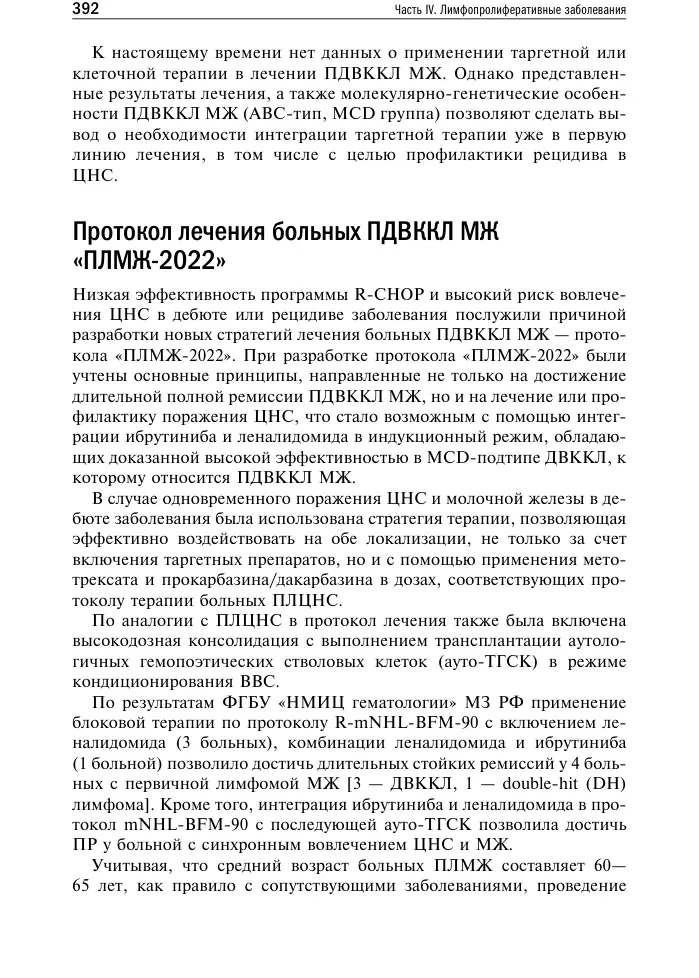 392
Часть IV. Лимфопролиферативные заболевания
К настоящему времени нет данных о применении таргетной или
клеточной терапии в лечении ПДВККЛ МЖ. Однако представлен-
ные результаты лечения, а также молекулярно-генетические особен-
ности ПДВККЛ МЖ (ABC-тип, MCD группа) позволяют сделать вы-
вод о необходимости интеграции таргетной терапии уже в первую
линию лечения, в том числе с целью профилактики рецидива в
ЦНС.
Протокол лечения больных ПДВККЛ МЖ
«ПЛМЖ-2022»
Низкая эффективность программы R-CHOP и высокий риск вовлече-
ния ЦНС в дебюте или рецидиве заболевания послужили причиной
разработки новых стратегий лечения больных ПДВККЛ МЖ — прото-
кола «ПЛМЖ-2022». При разработке протокола «ПЛМЖ-2022» были
учтены основные принципы, направленные не только на достижение
длительной полной ремиссии ПДВККЛ МЖ, но и на лечение или про-
филактику поражения ЦНС, что стало возможным с помощью интег-
рации ибрутиниба и леналидомида в индукционный режим, обладаю-
щих доказанной высокой эффективностью в MCD-подтипе ДВККЛ, к
которому относится ПДВККЛ МЖ.
В случае одновременного поражения ЦНС и молочной железы в де-
бюте заболевания была использована стратегия терапии, позволяющая
эффективно воздействовать на обе локализации, не только за счет
включения таргетных препаратов, но и с помощью применения мето-
трексата и прокарбазина/дакарбазина в дозах, соответствующих про-
токолу терапии больных ПЛЦНС.
По аналогии с ПЛЦНС в протокол лечения также была включена
высокодозная консолидация с выполнением трансплантации ауголо-
гичных гемопоэтических стволовых клеток (ауто-ТГСК) в режиме
кондиционирования BBC.
По результатам ФГБУ «НМИЦ гематологии» МЗ РФ применение
блоковой терапии по протоколу R-mNHL-BFM-90 с включением ле-
налидомида (3 больных), комбинации леналидомида и ибрутиниба
(1 больной) позволило достичь длительных стойких ремиссий у 4 боль-
ных с первичной лимфомой МЖ [3 — ДВККЛ, 1 — double-hit (DH)
лимфома]. Кроме того, интеграция ибрутиниба и леналидомида в про-
токол mNHL-BFM-90 с последующей ауто-ТГСК позволила достичь
ПР у больной с синхронным вовлечением ЦНС и МЖ.
Учитывая, что средний возраст больных ПЛМЖ составляет 60—
65 лет, как правило с сопутствующими заболеваниями, проведение